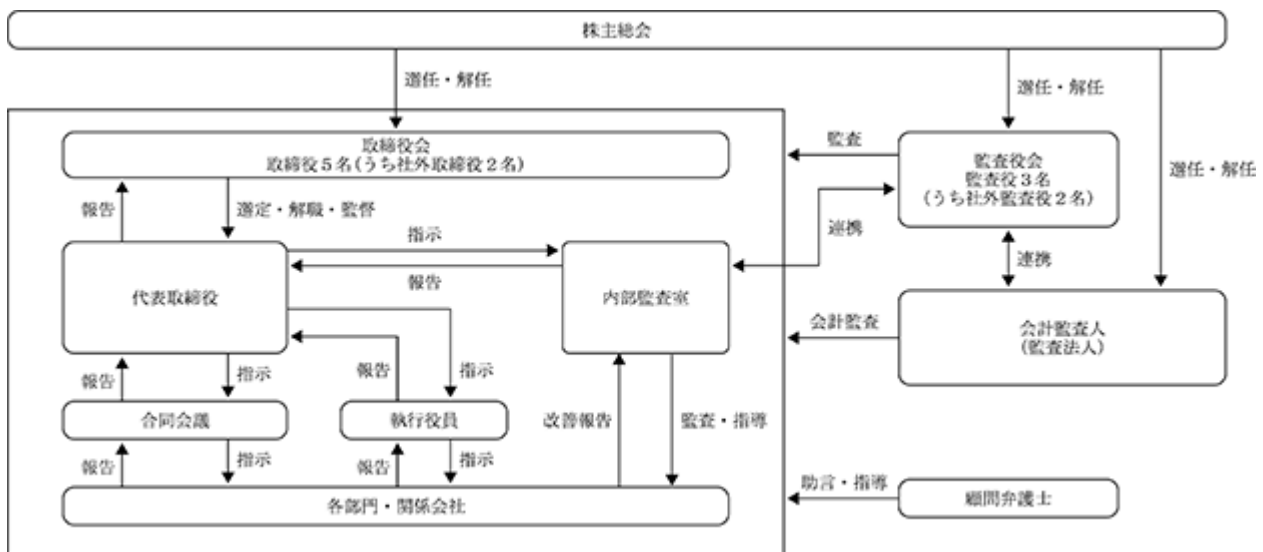 株主総会
選任・解任
選任・解任
選任・解任
取締役会
取締役5名(うち社外取締役2名)
監査
監査役会
監査役3名
(うち社外監査役2名)
報告
選定・解職・監督
指示
連携
連携
代表取締役
報告
内部監査室
会計監査
会計監査人
(監査法人)
報告
指示
報告
指示
合同会議
執行役員
改善報告
監査・指導
報告
指示
報告
指示
各部門・関係会社
助言・指導
顧問弁護士